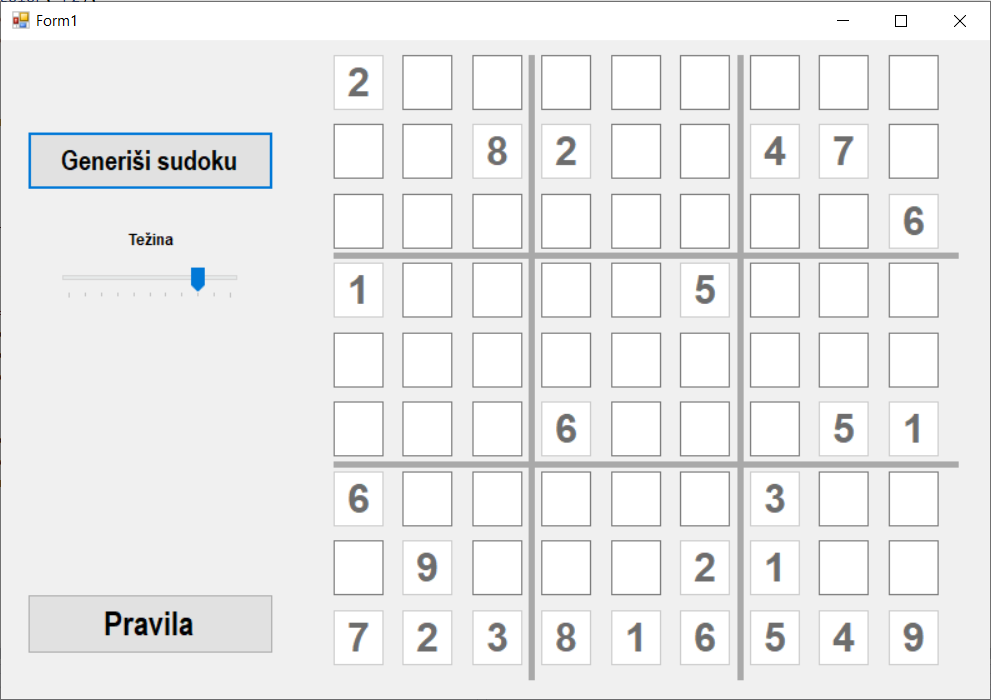 Form1
Generiši sudoku
Težina
Pravila
2
8 2 4 7
6
1 5
6 5 1
6 3
9 2 1
7 2 3 8 1 6 5 4 9